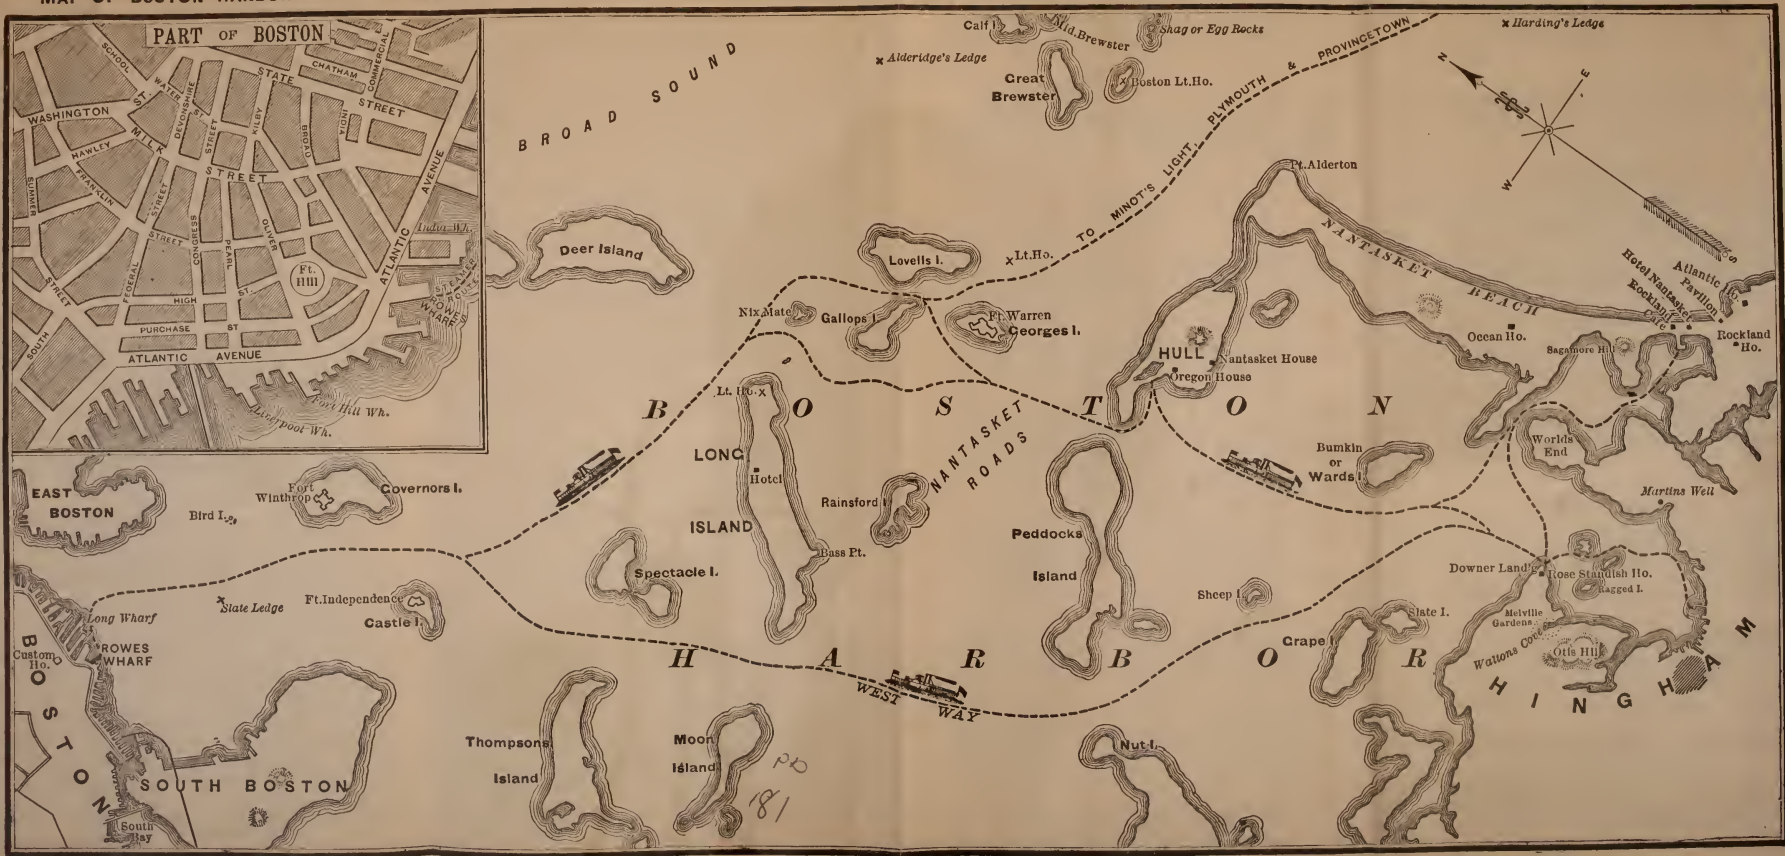 PART OF BOSTON
SCHOOL
WATER ST.
STATE STREET
CHATHAM
COMMERCIAL
WASHINGTON ST.
DEVONSHIRE
STREET
KILBY
BROAD
INDIA
MILK STREET
HAWLEY
FRANKLIN
STREET
SUMMER
STREET
CONGRESS
PEARL
OLIVER
ATLANTIC AVENUE
India Wh.
FEDERAL
HIGH ST.
Ft. Hill
ROWES WHARF
SOUTH
PURCHASE ST
ATLANTIC AVENUE
Fort Hill Wh.
Liverpool Wh.
BROAD SOUND
Calf I.
Mid. Brewster
Shag or Egg Rocks
Alderidge's Ledge
Great Brewster
Boston Lt. Ho.
Harding's Ledge
TO MINOT'S LIGHT, PLYMOUTH & PROVINCETOWN
N
E
W
S
Pt. Alderton
NANTASKET BEACH
Deer Island
Lovells I.
Lt. Ho.
Nix Mate
Gallops I.
Ft. Warren
Georges I.
Hotel Nantasket
Rockland Cafe
Atlantic Ho.
Pavilion
Rockland Ho.
Ocean Ho.
Sagamore Hill
HULL
Nantasket House
Oregon House
Lt. Ho.
BOSTON
NANTASKET ROADS
LONG ISLAND
Hotel
Rainsford I.
Bass Pt.
Bumkin or Wards I.
Worlds End
Martins Well
EAST BOSTON
Bird I.
Fort Winthrop
Governors I.
Spectacle I.
Peddocks Island
Sheep I.
Downer Land'g
Rose Standish Ho.
Ragged I.
Long Wharf
Slate Ledge
Ft. Independence
Castle I.
Slate I.
Grape I.
Melville Gardens
Waltons Cove
Otis Hill
HINGHAM
Custom Ho.
ROWES WHARF
HARBOR
WEST WAY
BOSTON
Thompsons Island
Moon Island
Nut I.
SOUTH BOSTON
South Bay
181